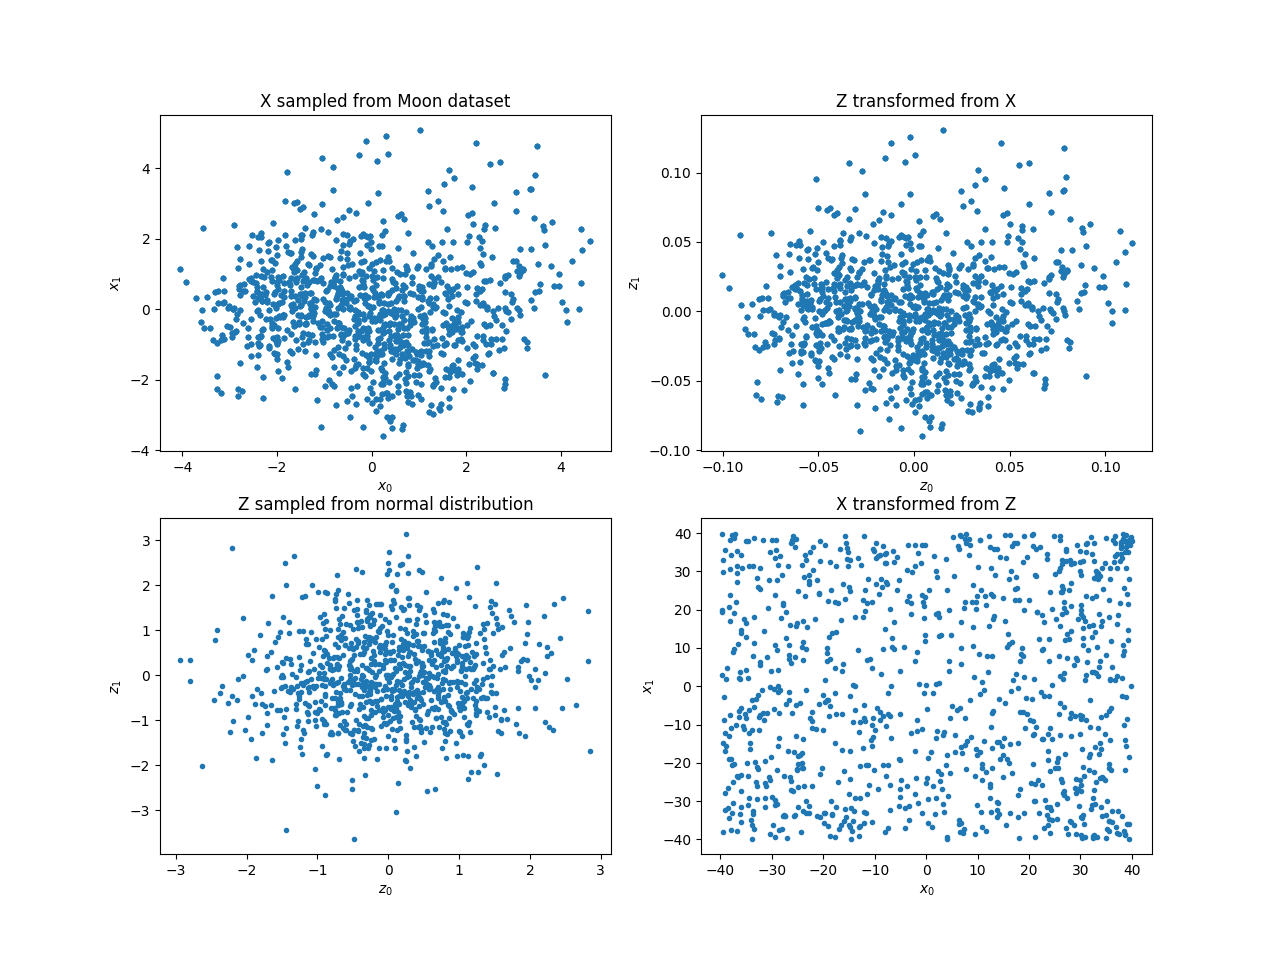 X sampled from Moon dataset
4
2
0
−2
−4
x₁
−4 −2 0 2 4
x₀
Z transformed from X
0.10
0.05
0.00
−0.05
−0.10
z₁
−0.10 −0.05 0.00 0.05 0.10
z₀
Z sampled from normal distribution
3
2
1
0
−1
−2
−3
z₁
−3 −2 −1 0 1 2 3
z₀
X transformed from Z
40
30
20
10
0
−10
−20
−30
−40
x₁
−40 −30 −20 −10 0 10 20 30 40
x₀